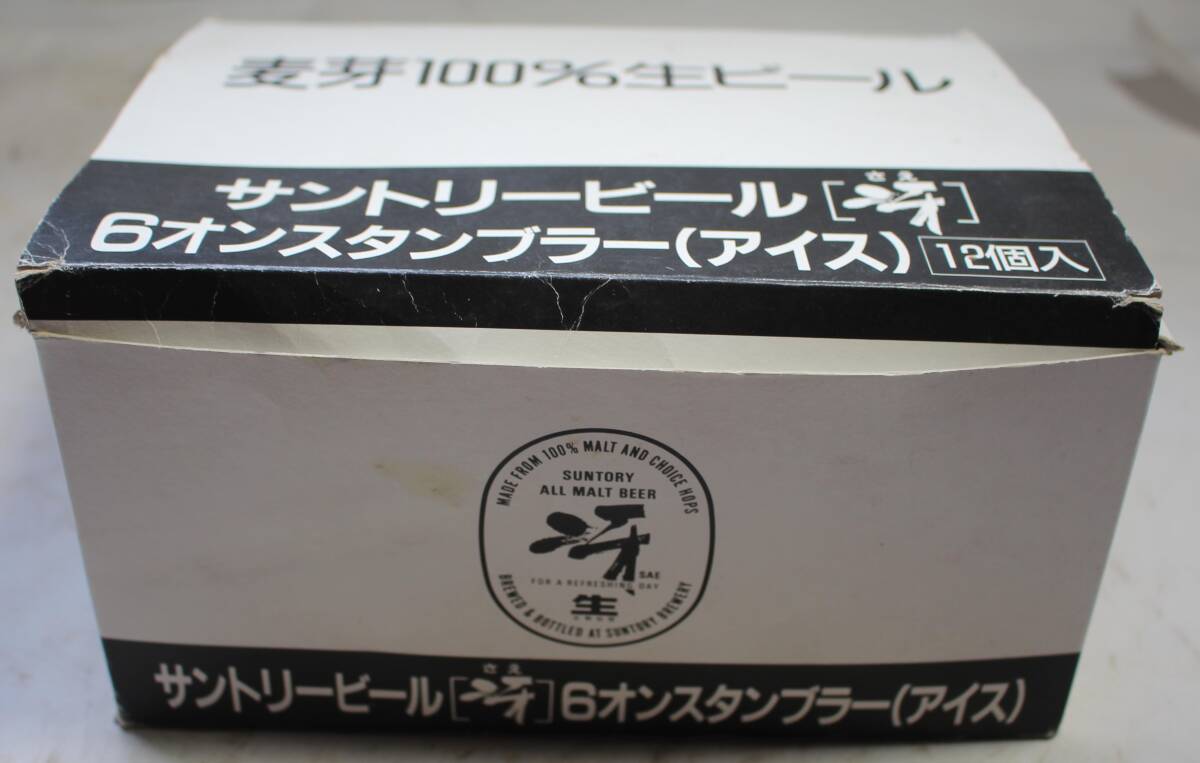 麦芽100%生ビール
さえ
サントリービール[冴]
6オンスタンブラー(アイス) 12個入
MADE FROM 100% MALT AND CHOICE HOPS
SUNTORY
ALL MALT BEER
冴
SAE
FOR A REFRESHING DAY
生
BREWED & BOTTLED AT SUNTORY BREWERY
さえ
サントリービール[冴]6オンスタンブラー(アイス)